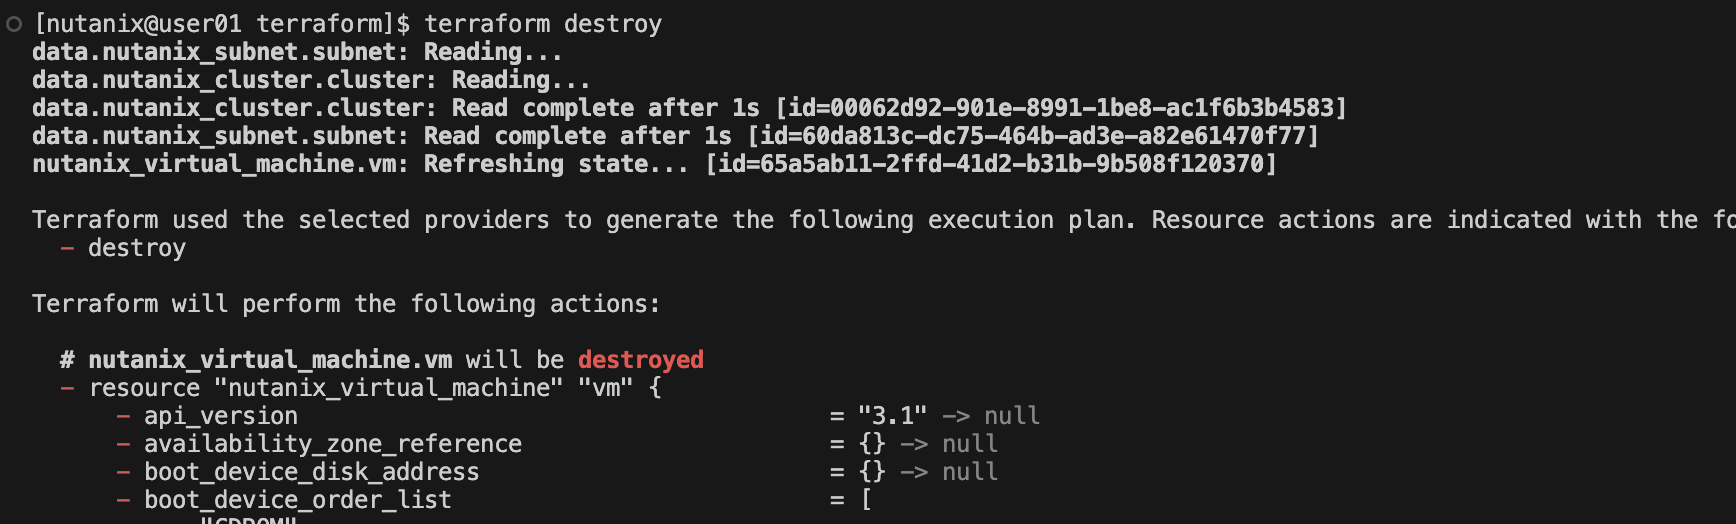 [nutanix@user01 terraform]$ terraform destroy
data.nutanix_subnet.subnet: Reading...
data.nutanix_cluster.cluster: Reading...
data.nutanix_cluster.cluster: Read complete after 1s [id=00062d92-901e-8991-1be8-ac1f6b3b4583]
data.nutanix_subnet.subnet: Read complete after 1s [id=60da813c-dc75-464b-ad3e-a82e61470f77]
nutanix_virtual_machine.vm: Refreshing state... [id=65a5ab11-2ffd-41d2-b31b-9b508f120370]
Terraform used the selected providers to generate the following execution plan. Resource actions are indicated with the fo
- destroy
Terraform will perform the following actions:
# nutanix_virtual_machine.vm will be destroyed
- resource "nutanix_virtual_machine" "vm" {
- api_version = "3.1" -> null
- availability_zone_reference = {} -> null
- boot_device_disk_address = {} -> null
- boot_device_order_list = [
"CDROM"